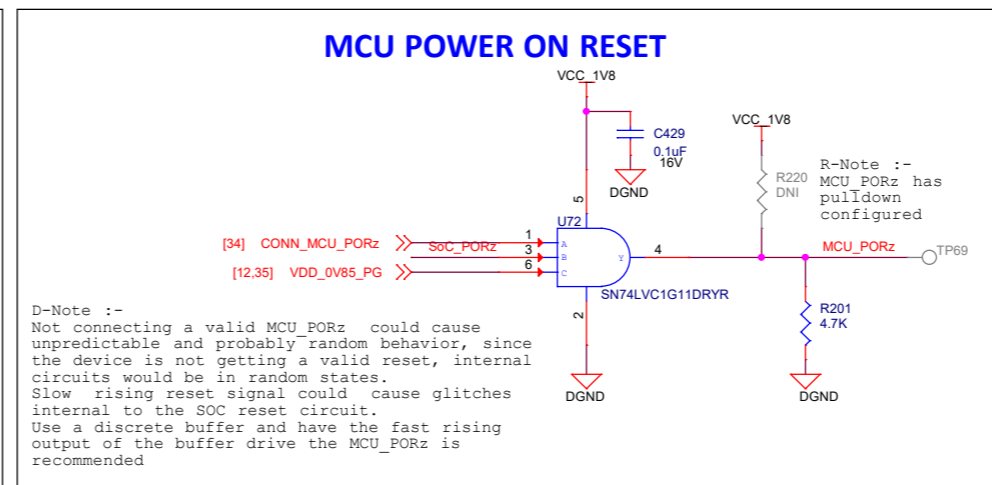 MCU POWER ON RESET
VCC_1V8
C429
0.1uF
16V
DGND
VCC_1V8
R220
DNI
R-Note :-
MCU_PORz has
pulldown
configured
5
U72
[34] CONN_MCU_PORz
1
A
SoC_PORz
3
B
[12,35] VDD_0V85_PG
6
C
Y
4
SN74LVC1G11DRYR
2
DGND
MCU_PORz
TP69
R201
4.7K
DGND
D-Note :-
Not connecting a valid MCU_PORz could cause
unpredictable and probably random behavior, since
the device is not getting a valid reset, internal
circuits would be in random states.
Slow rising reset signal could cause glitches
internal to the SOC reset circuit.
Use a discrete buffer and have the fast rising
output of the buffer drive the MCU_PORz is
recommended